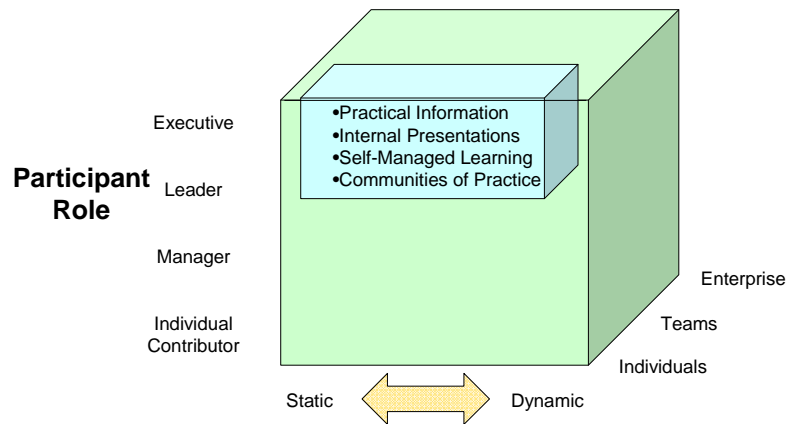 Executive
•Practical Information
•Internal Presentations
•Self-Managed Learning
•Communities of Practice
Participant
Role
Leader
Manager
Individual
Contributor
Enterprise
Teams
Individuals
Static
Dynamic